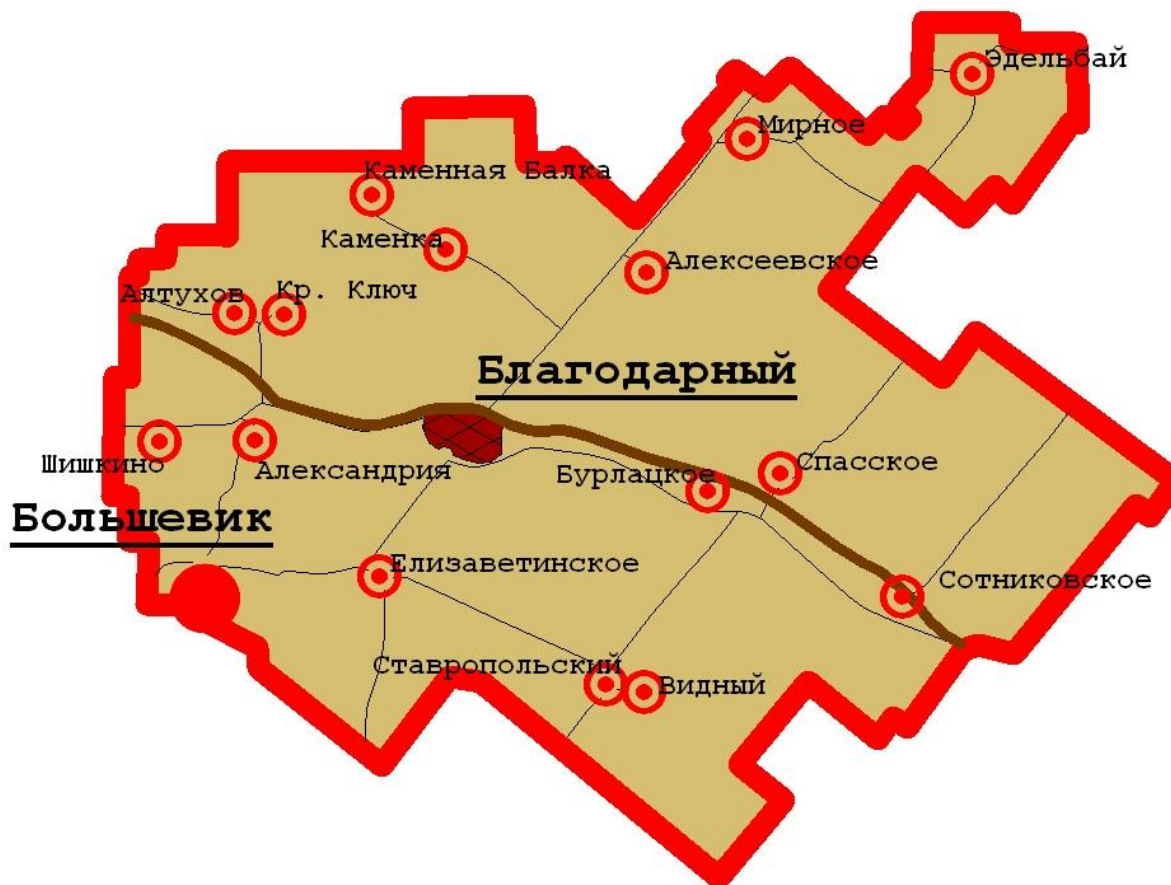 Эдельбай
Мирное
Каменная Балка
Каменка
Алексеевское
Алтухов
Кр. Ключ
Благодарный
Шишкино
Александрия
Бурлацкое
Спасское
Большевик
Елизаветинское
Сотниковское
Ставропольский
Видный